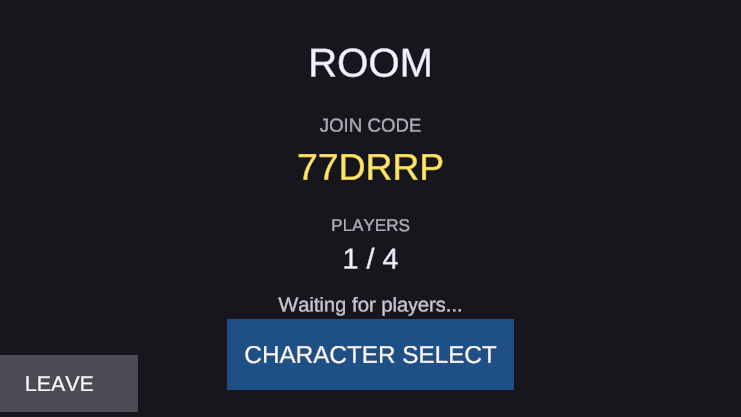 ROOM
JOIN CODE
77DRRP
PLAYERS
1 / 4
Waiting for players...
CHARACTER SELECT
LEAVE